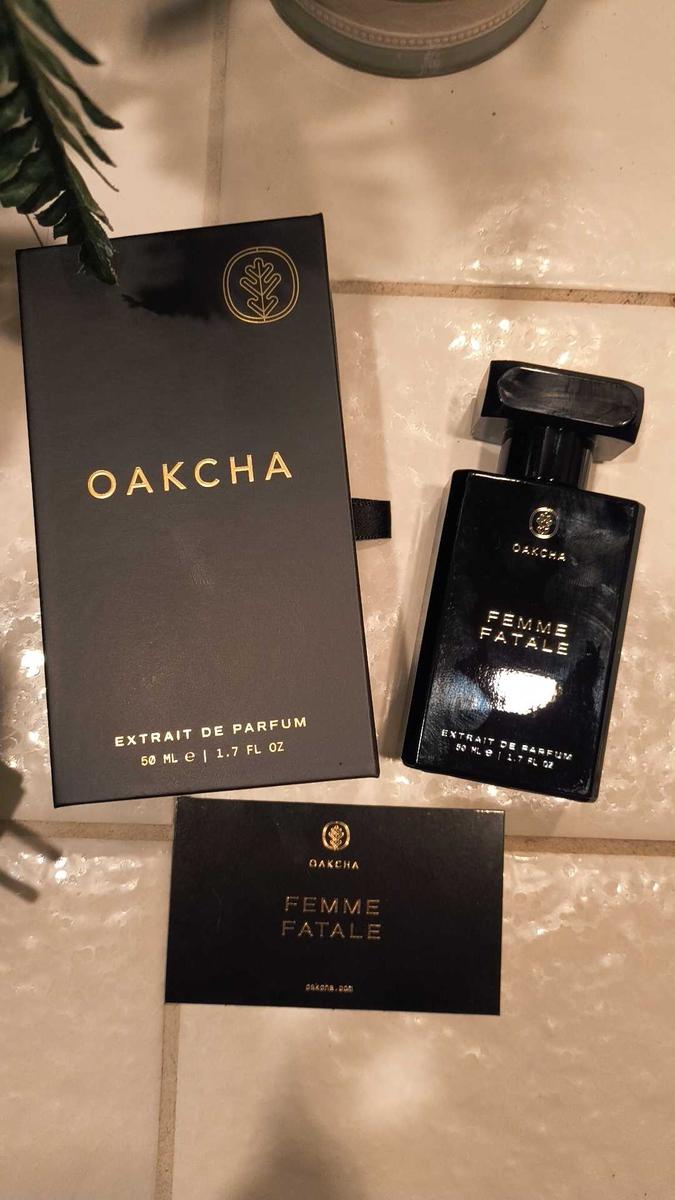 OAKCHA
EXTRAIT DE PARFUM
50 ML ℮ | 1.7 FL OZ
OAKCHA
FEMME
FATALE
EXTRAIT DE PARFUM
50 ML ℮ | 1.7 FL OZ
OAKCHA
FEMME
FATALE
oakcha.com